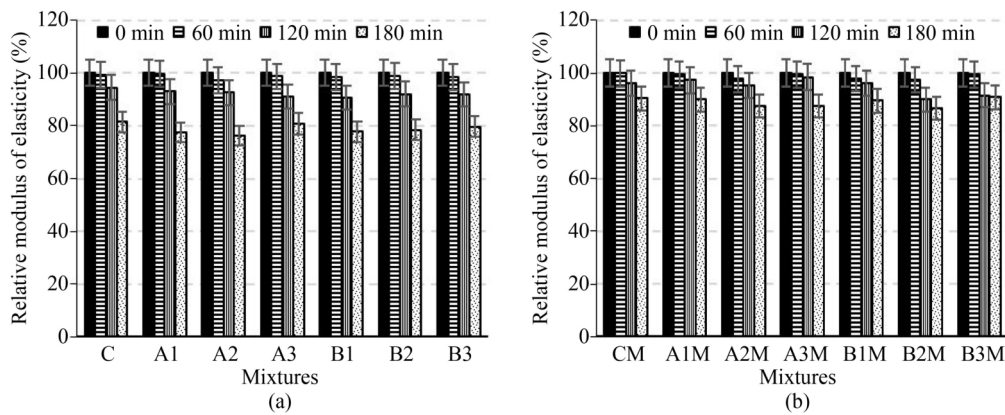 120
100
80
60
40
20
0
Relative modulus of elasticity (%)
0 min 60 min 120 min 180 min
C A1 A2 A3 B1 B2 B3
Mixtures
(a)
120
100
80
60
40
20
0
Relative modulus of elasticity (%)
0 min 60 min 120 min 180 min
CM A1M A2M A3M B1M B2M B3M
Mixtures
(b)